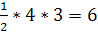 1/2 * 4 * 3 = 6